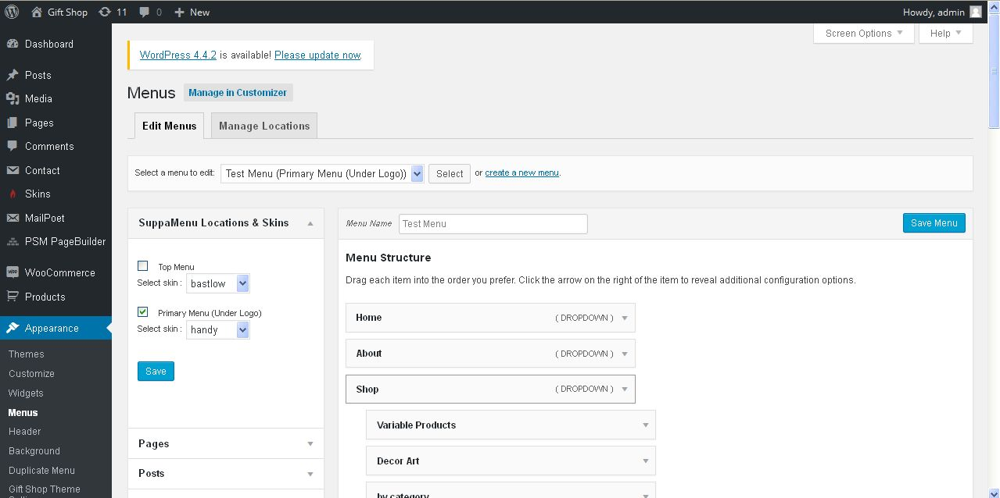 Gift Shop 11 0 New Howdy, admin
Screen Options Help
Dashboard
Posts
Media
Pages
Comments
Contact
Skins
MailPoet
PSM PageBuilder
WooCommerce
Products
Appearance
Themes
Customize
Widgets
Menus
Header
Background
Duplicate Menu
Gift Shop Theme
WordPress 4.4.2 is available! Please update now.
Menus Manage in Customizer
Edit Menus Manage Locations
Select a menu to edit: Test Menu (Primary Menu (Under Logo)) Select or create a new menu.
SuppaMenu Locations & Skins
Top Menu
Select skin : bastlow
Primary Menu (Under Logo)
Select skin : handy
Save
Pages
Posts
Menu Name Test Menu Save Menu
Menu Structure
Drag each item into the order you prefer. Click the arrow on the right of the item to reveal additional configuration options.
Home ( DROPDOWN )
About ( DROPDOWN )
Shop ( DROPDOWN )
Variable Products
Decor Art
by category